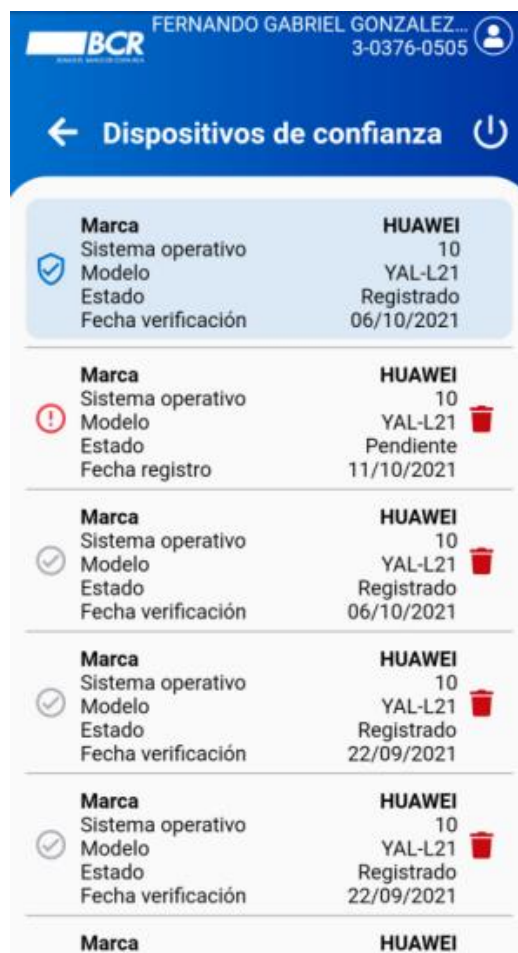 FERNANDO GABRIEL GONZALEZ...
BCR
3-0376-0505
Dispositivos de confianza
Marca HUAWEI
Sistema operativo 10
Modelo YAL-L21
Estado Registrado
Fecha verificación 06/10/2021
Marca HUAWEI
Sistema operativo 10
Modelo YAL-L21
Estado Pendiente
Fecha registro 11/10/2021
Marca HUAWEI
Sistema operativo 10
Modelo YAL-L21
Estado Registrado
Fecha verificación 06/10/2021
Marca HUAWEI
Sistema operativo 10
Modelo YAL-L21
Estado Registrado
Fecha verificación 22/09/2021
Marca HUAWEI
Sistema operativo 10
Modelo YAL-L21
Estado Registrado
Fecha verificación 22/09/2021
Marca HUAWEI